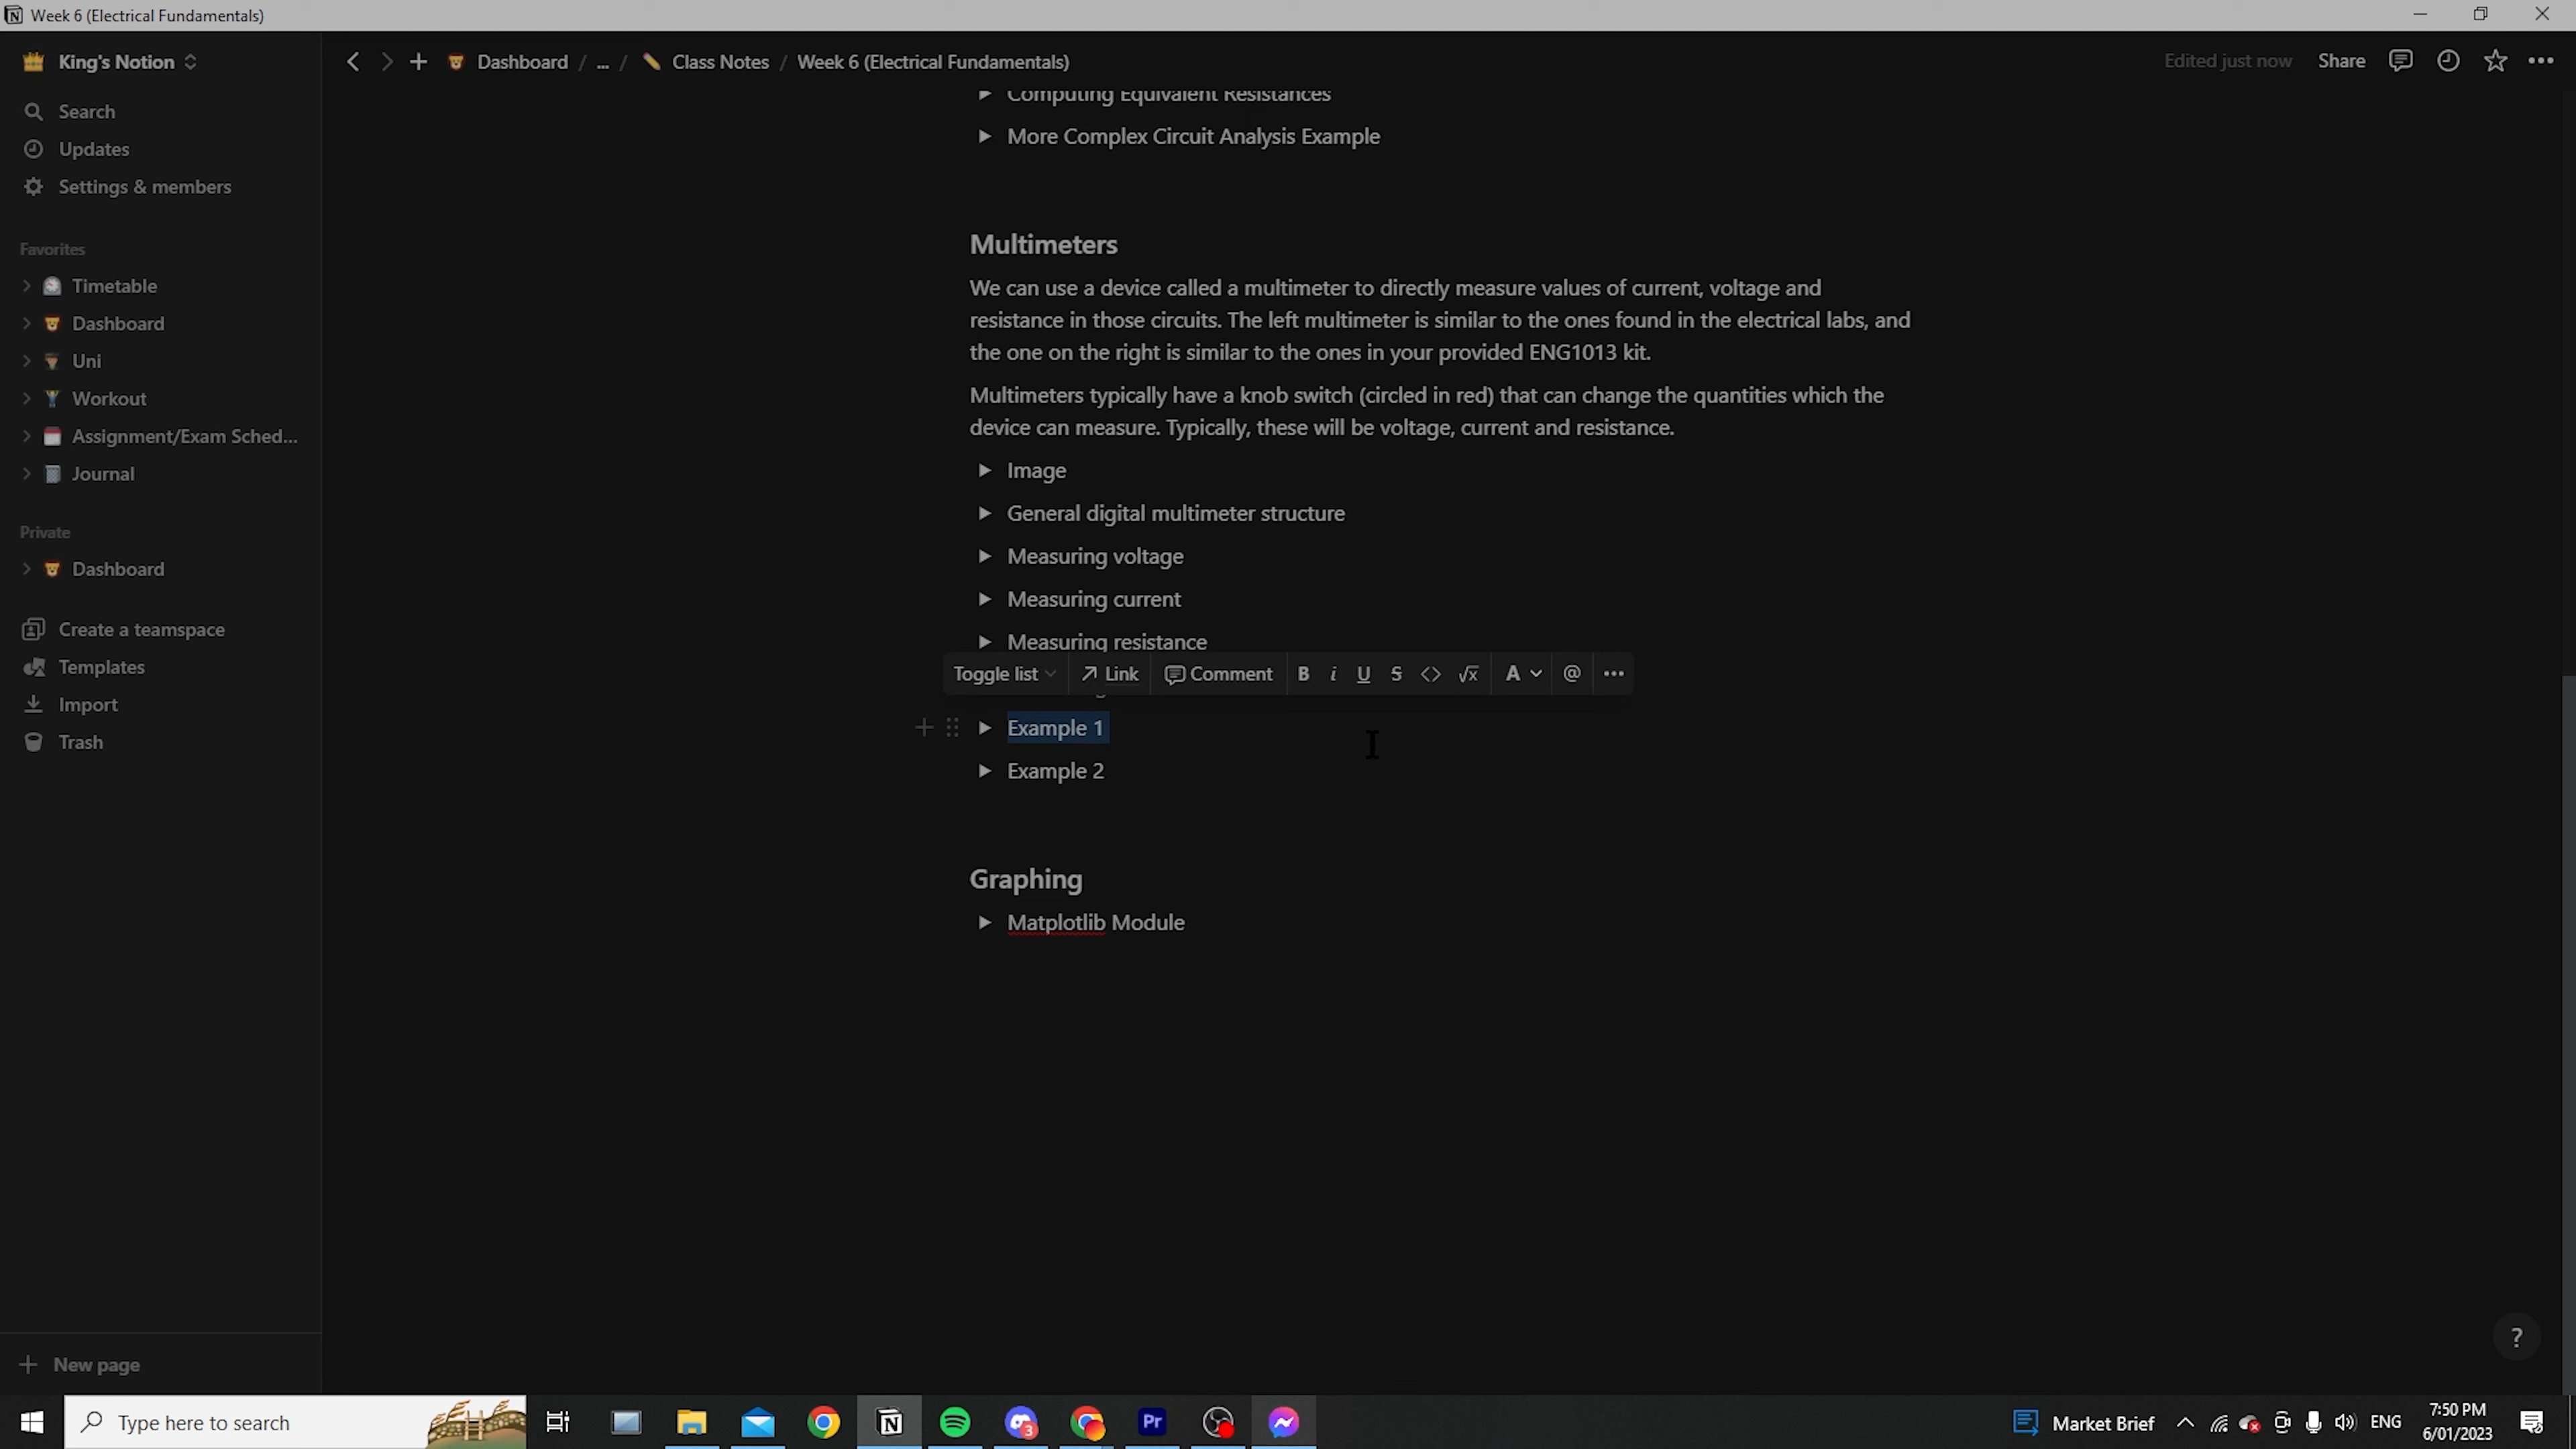 Week 6 (Electrical Fundamentals)
King's Notion
Dashboard / ... / Class Notes / Week 6 (Electrical Fundamentals)
Edited just now
Share
Search
Updates
Settings & members
Favorites
Timetable
Dashboard
Uni
Workout
Assignment/Exam Sched...
Journal
Private
Dashboard
Create a teamspace
Templates
Import
Trash
New page
Computing Equivalent Resistances
More Complex Circuit Analysis Example
Multimeters
We can use a device called a multimeter to directly measure values of current, voltage and
resistance in those circuits. The left multimeter is similar to the ones found in the electrical labs, and
the one on the right is similar to the ones in your provided ENG1013 kit.
Multimeters typically have a knob switch (circled in red) that can change the quantities which the
device can measure. Typically, these will be voltage, current and resistance.
Image
General digital multimeter structure
Measuring voltage
Measuring current
Measuring resistance
Toggle list Link Comment B i U S <> √x A @ •••
Example 1
Example 2
Graphing
Matplotlib Module
?
Type here to search
N
3
Pr
Market Brief
ENG
7:50 PM
6/01/2023